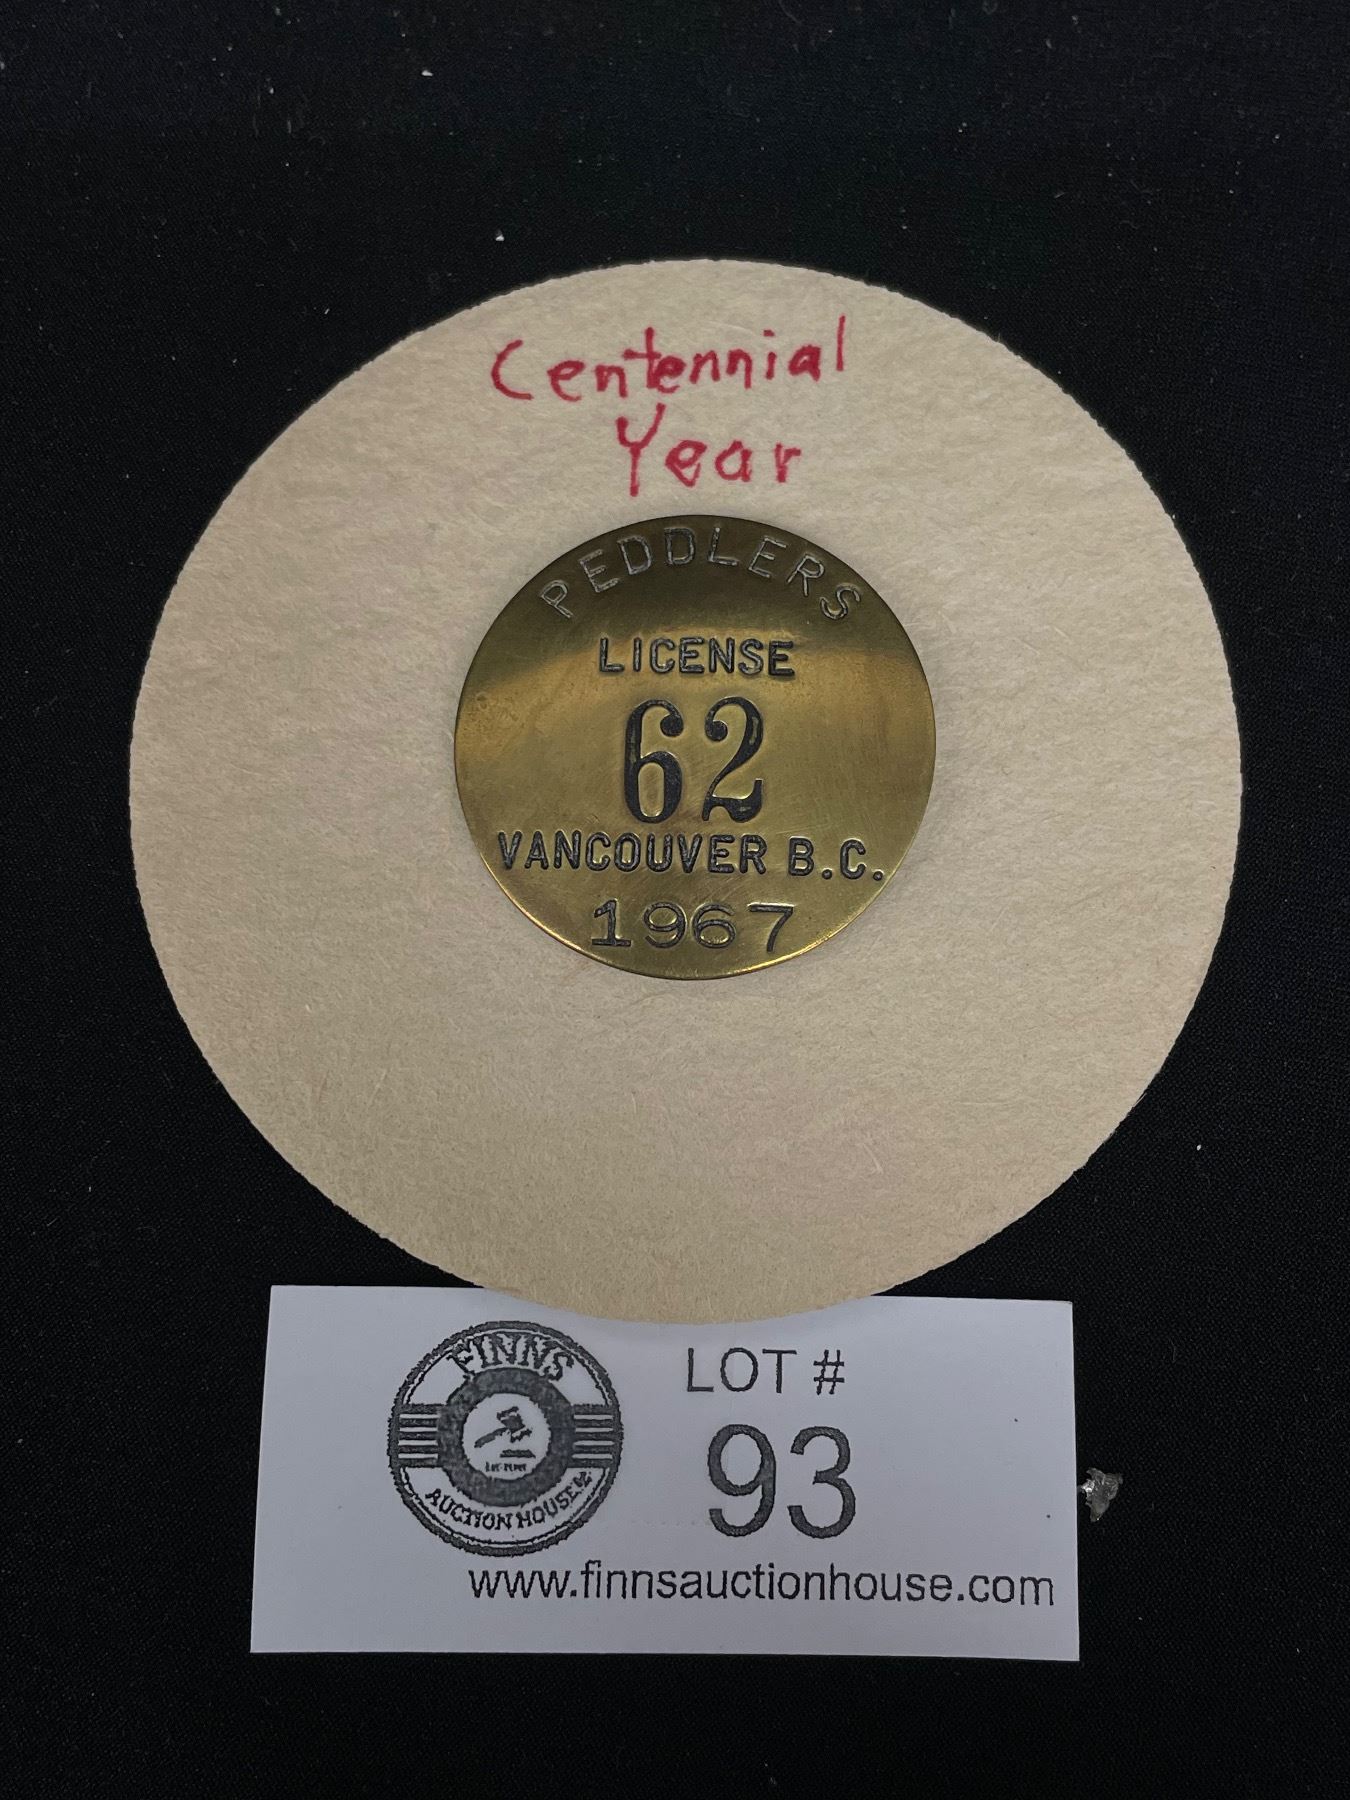 Centennial
Year
PEDDLERS
LICENSE
62
VANCOUVER B.C.
1967
FINNS
AUCTION HOUSE
LOT #
93
www.finnsauctionhouse.com